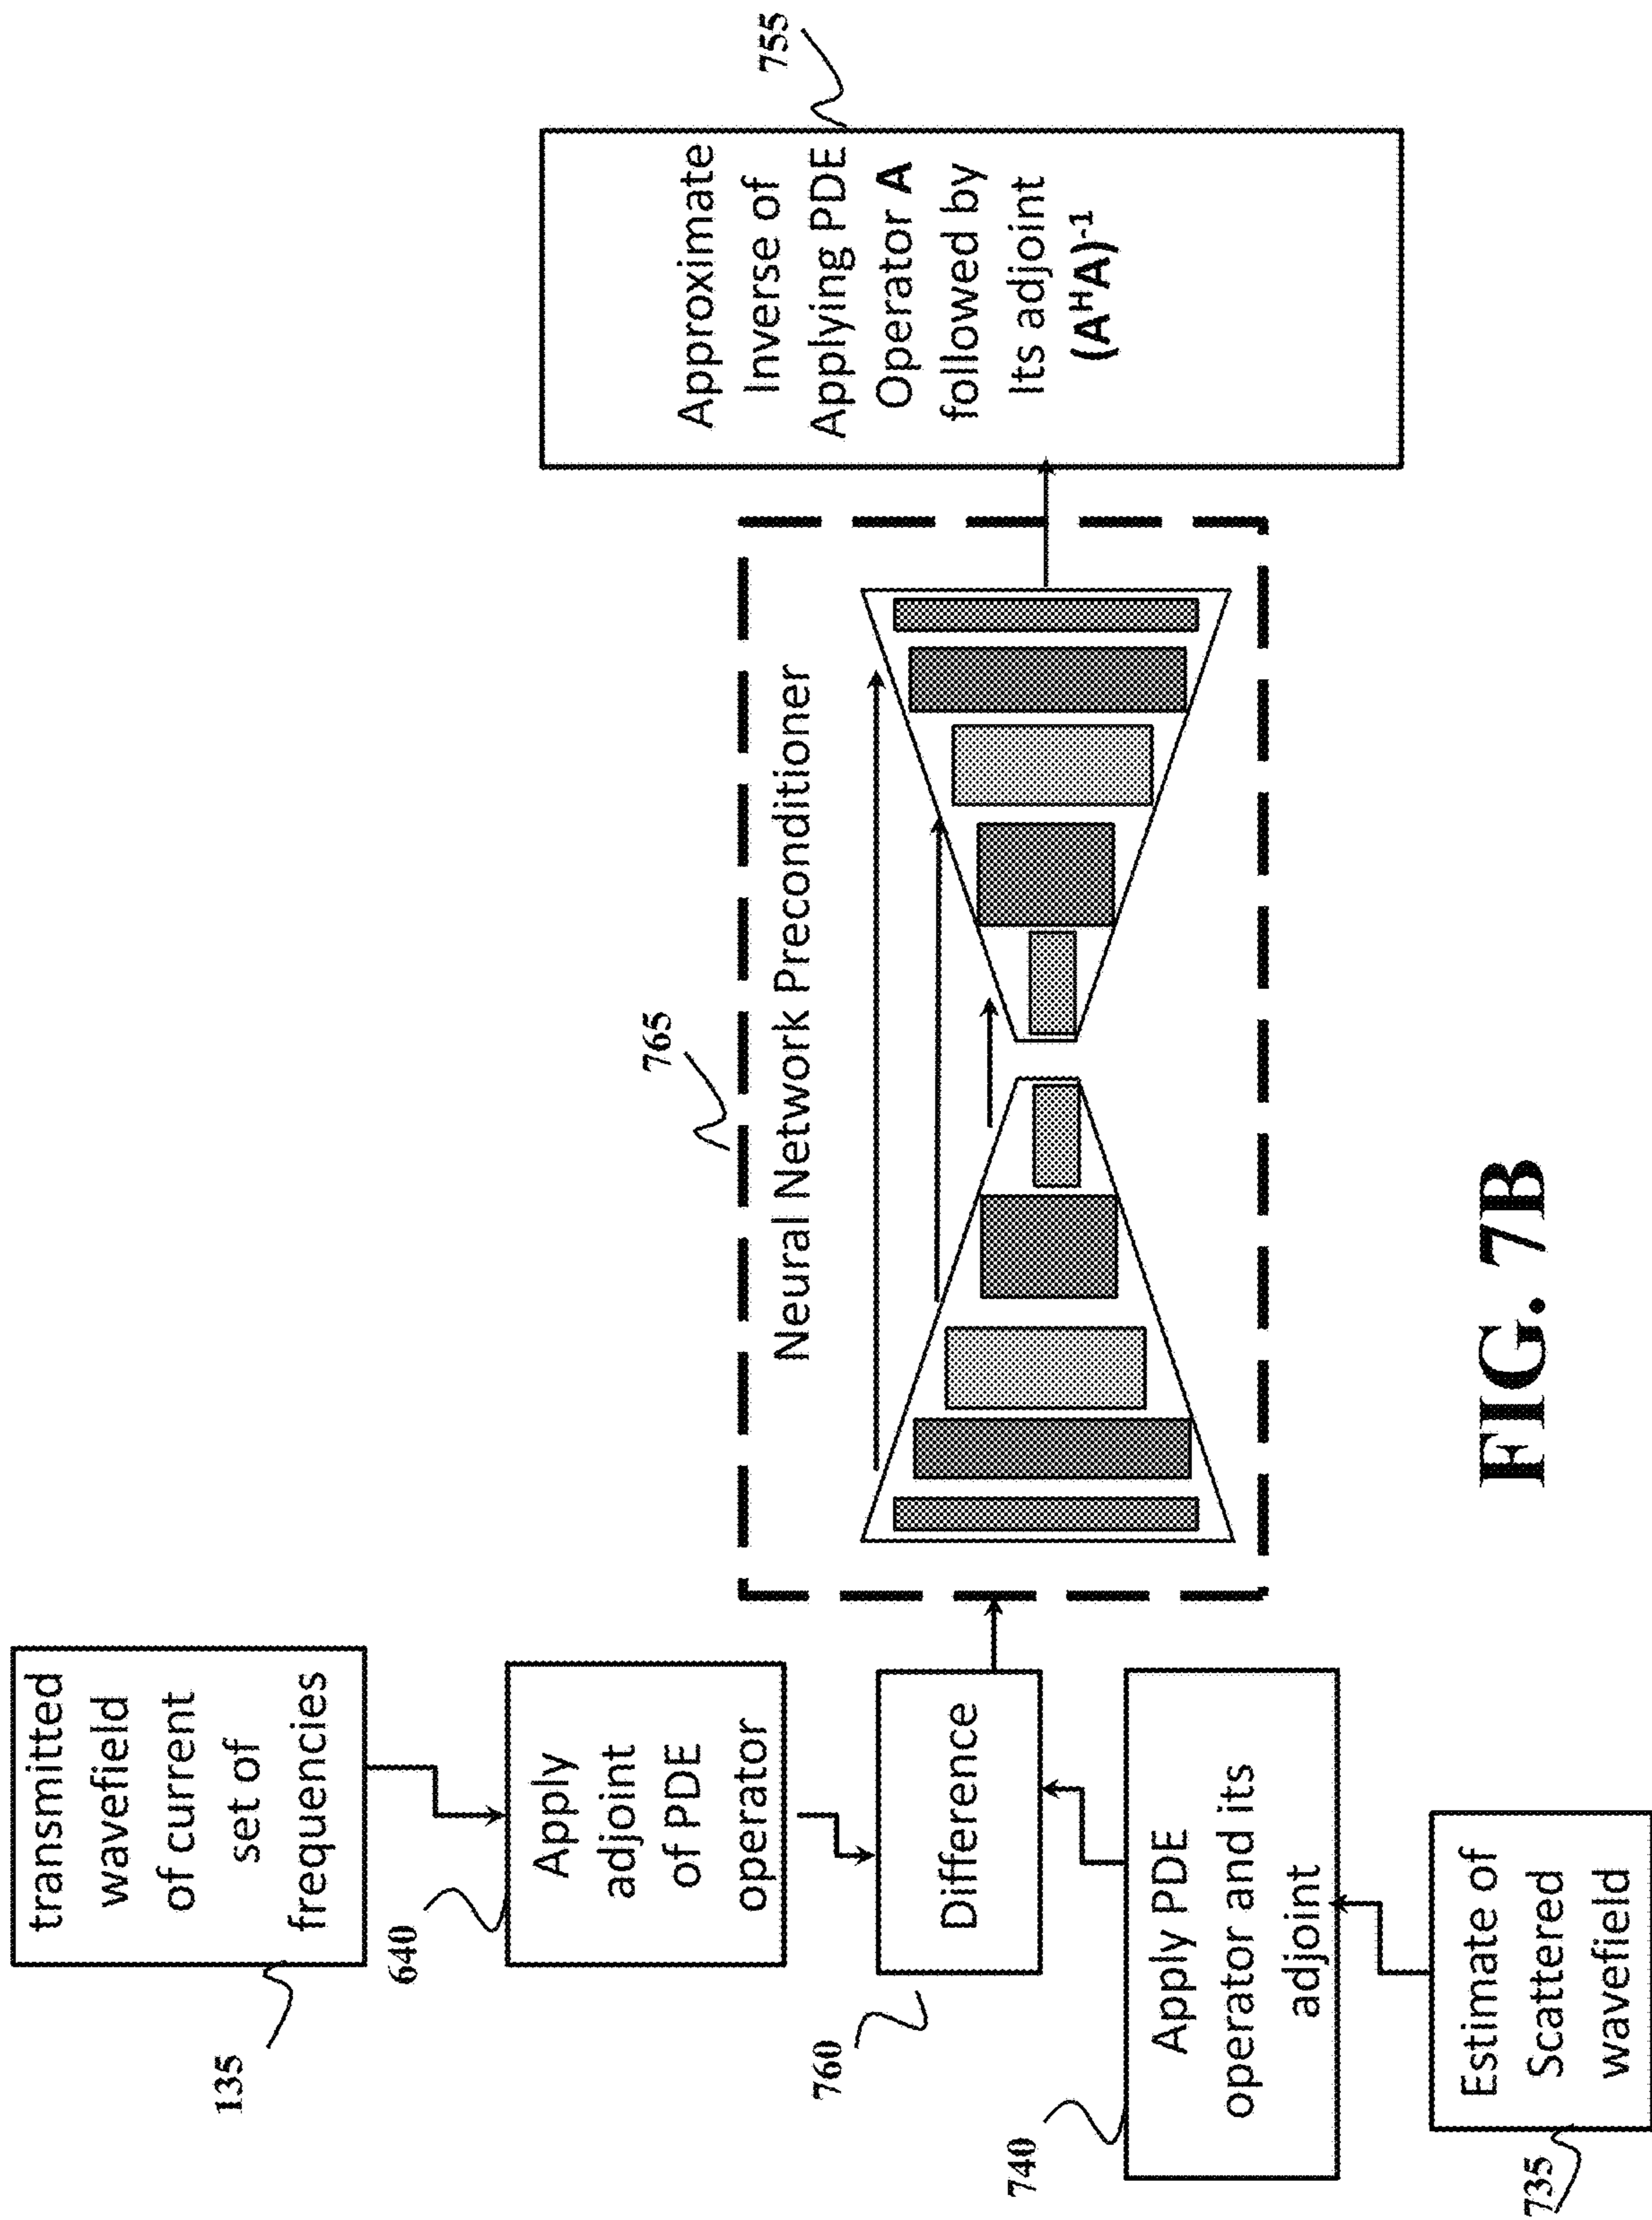 transmitted
wavefield
of current
set of
frequencies
135
640
Apply
adjoint
of PDE
operator
760
Difference
740
Apply PDE
operator and its
adjoint
735
Estimate of
Scattered
wavefield
765
Neural Network Preconditioner
755
Approximate
Inverse of
Applying PDE
Operator A
followed by
Its adjoint
(AᴴA)⁻¹
FIG. 7B